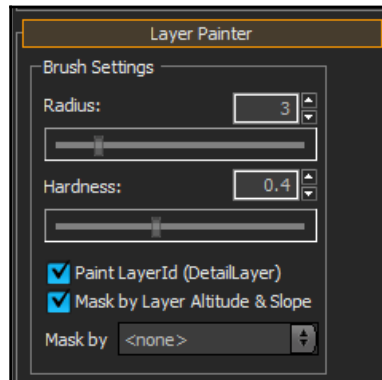 Layer Painter
Brush Settings
Radius: 3
Hardness: 0.4
Paint LayerId (DetailLayer)
Mask by Layer Altitude & Slope
Mask by <none>